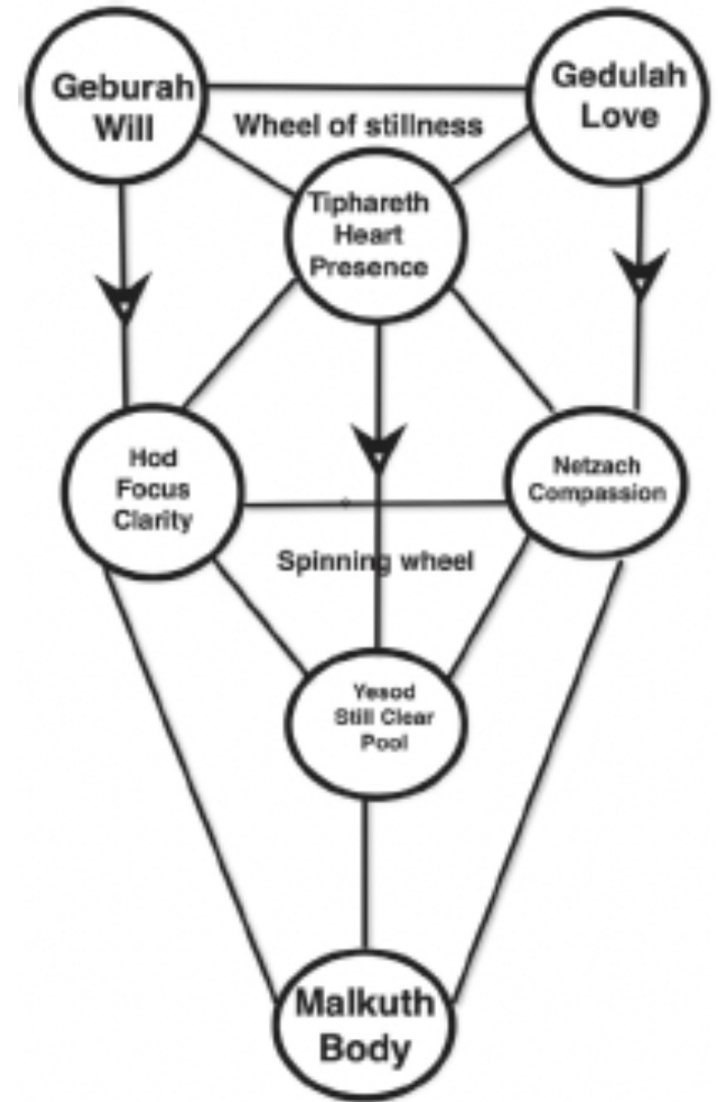 Geburah
Will
Gedulah
Love
Wheel of stillness
Tiphareth
Heart
Presence
Hod
Focus
Clarity
Netzach
Compassion
Spinning wheel
Yesod
Still Clear
Pool
Malkuth
Body